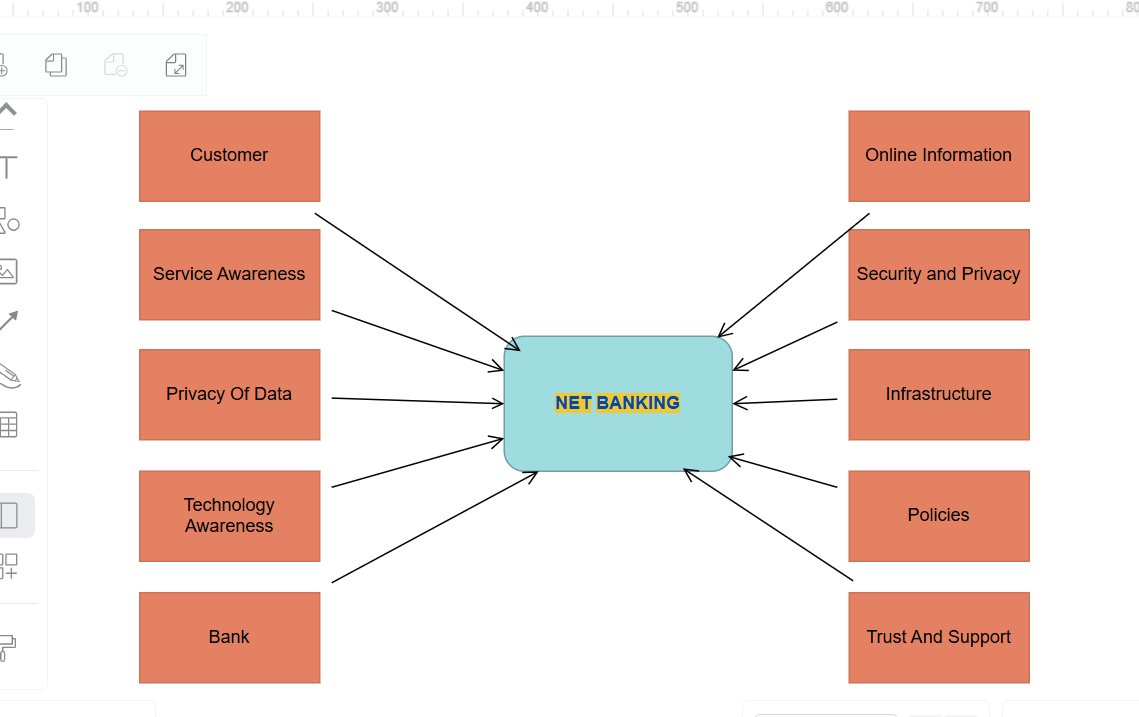 100 200 300 400 500 600 700 80
Customer
Online Information
Service Awareness
Security and Privacy
Privacy Of Data
NET BANKING
Infrastructure
Technology
Awareness
Policies
Bank
Trust And Support